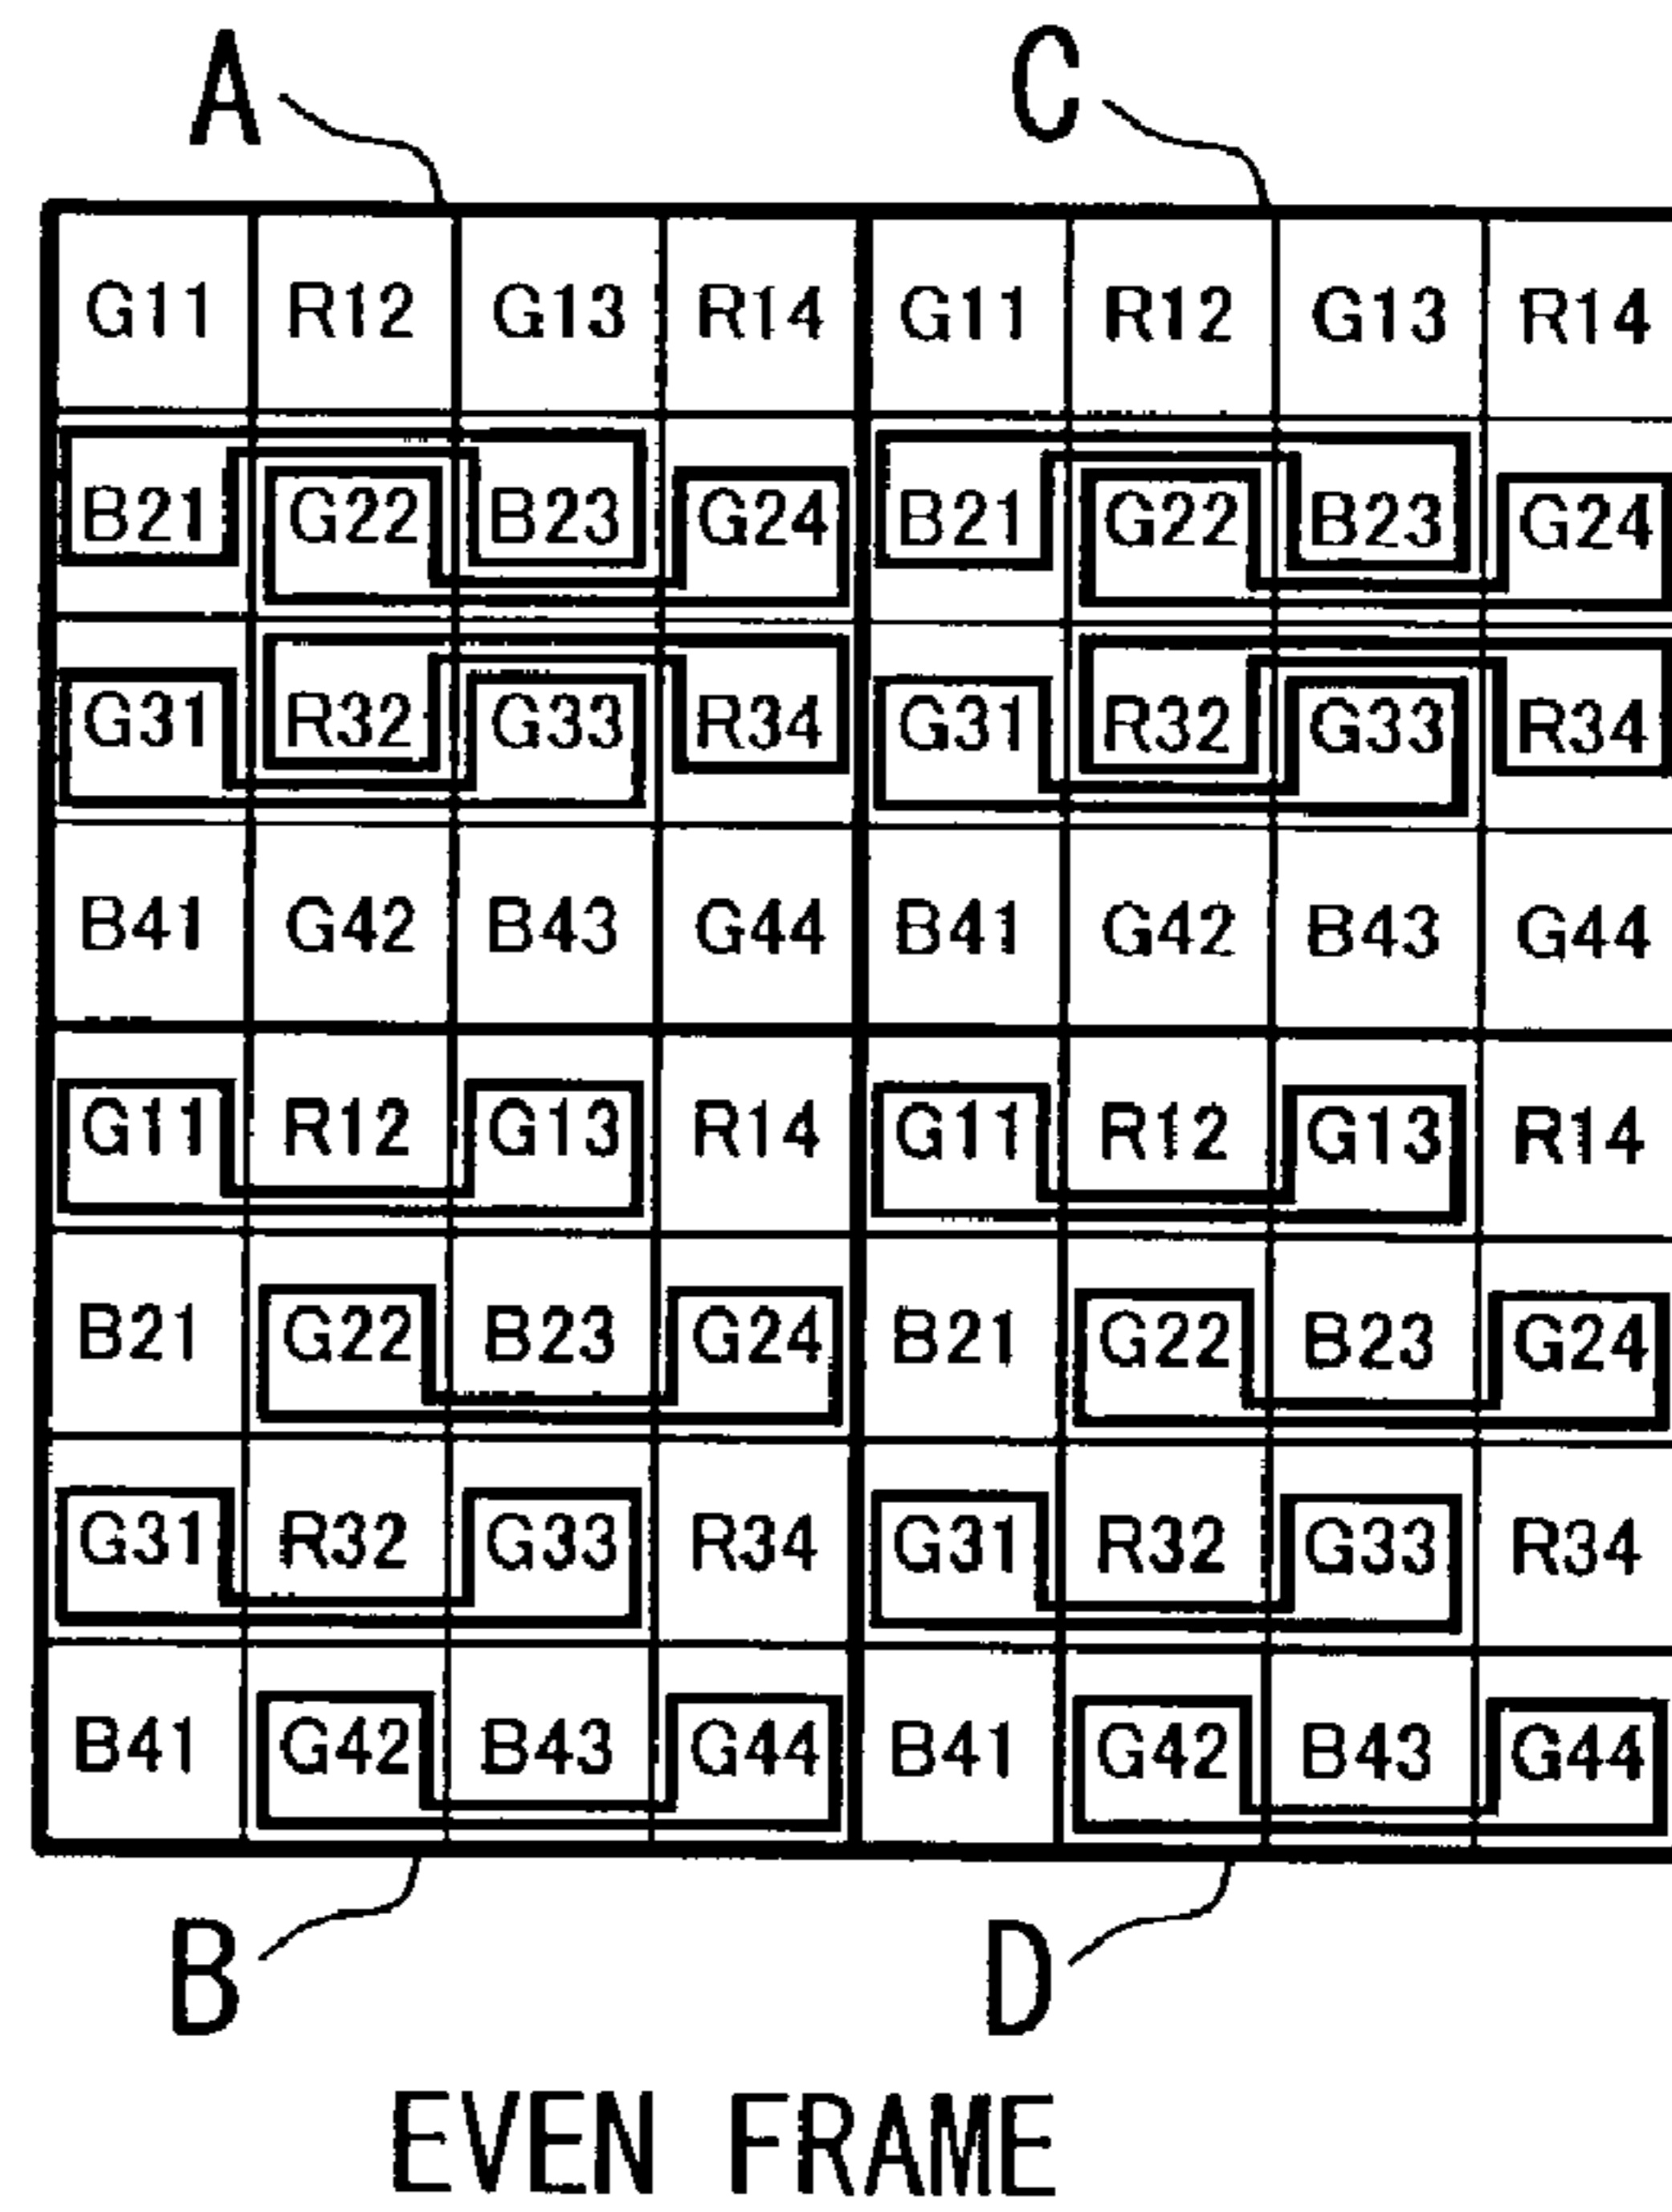 A C
G11 R12 G13 R14 G11 R12 G13 R14
B21 G22 B23 G24 B21 G22 B23 G24
G31 R32 G33 R34 G31 R32 G33 R34
B41 G42 B43 G44 B41 G42 B43 G44
G11 R12 G13 R14 G11 R12 G13 R14
B21 G22 B23 G24 B21 G22 B23 G24
G31 R32 G33 R34 G31 R32 G33 R34
B41 G42 B43 G44 B41 G42 B43 G44
B D
EVEN FRAME